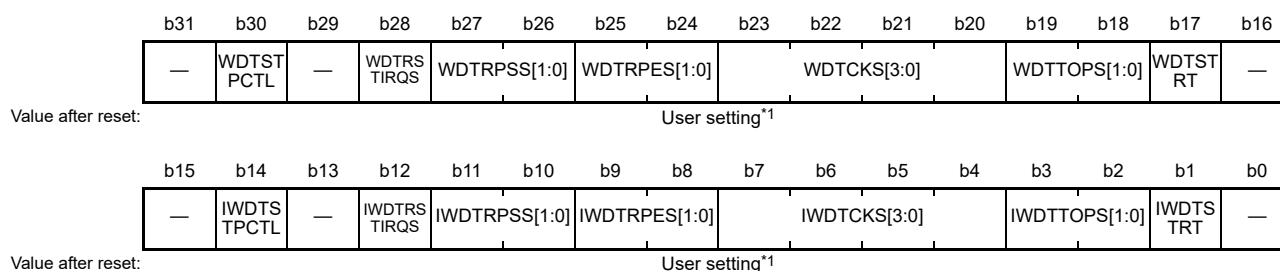 b31 b30 b29 b28 b27 b26 b25 b24 b23 b22 b21 b20 b19 b18 b17 b16
— WDTST PCTL — WDTRS TIRQS WDTRPSS[1:0] WDTRPES[1:0] WDTCKS[3:0] WDTTOPS[1:0] WDTST RT —
Value after reset: User setting*1
b15 b14 b13 b12 b11 b10 b9 b8 b7 b6 b5 b4 b3 b2 b1 b0
— IWDTS TPCTL — IWDTRS TIRQS IWDTRPSS[1:0] IWDTRPES[1:0] IWDTCKS[3:0] IWDTTOPS[1:0] IWDTS TRT —
Value after reset: User setting*1